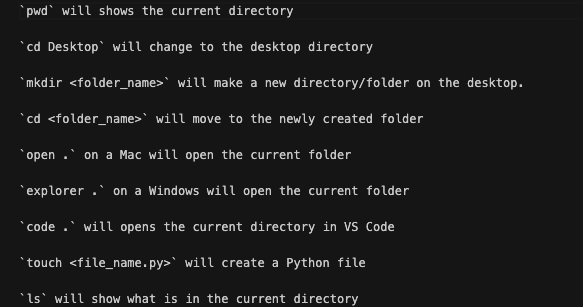 `pwd` will shows the current directory
`cd Desktop` will change to the desktop directory
`mkdir <folder_name>` will make a new directory/folder on the desktop.
`cd <folder_name>` will move to the newly created folder
`open .` on a Mac will open the current folder
`explorer .` on a Windows will open the current folder
`code .` will opens the current directory in VS Code
`touch <file_name.py>` will create a Python file
`ls` will show what is in the current directory